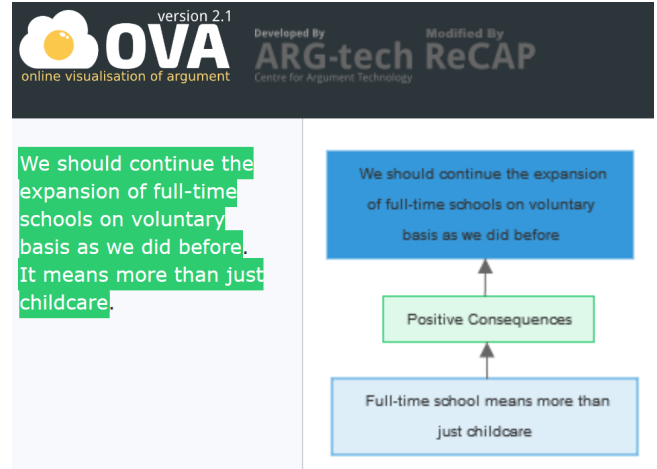 version 2.1
OVA
online visualisation of argument
Developed By
ARG-tech
Centre for Argument Technology
Modified By
ReCAP
We should continue the
expansion of full-time
schools on voluntary
basis as we did before.
It means more than just
childcare.
We should continue the expansion
of full-time schools on voluntary
basis as we did before
Positive Consequences
Full-time school means more than
just childcare